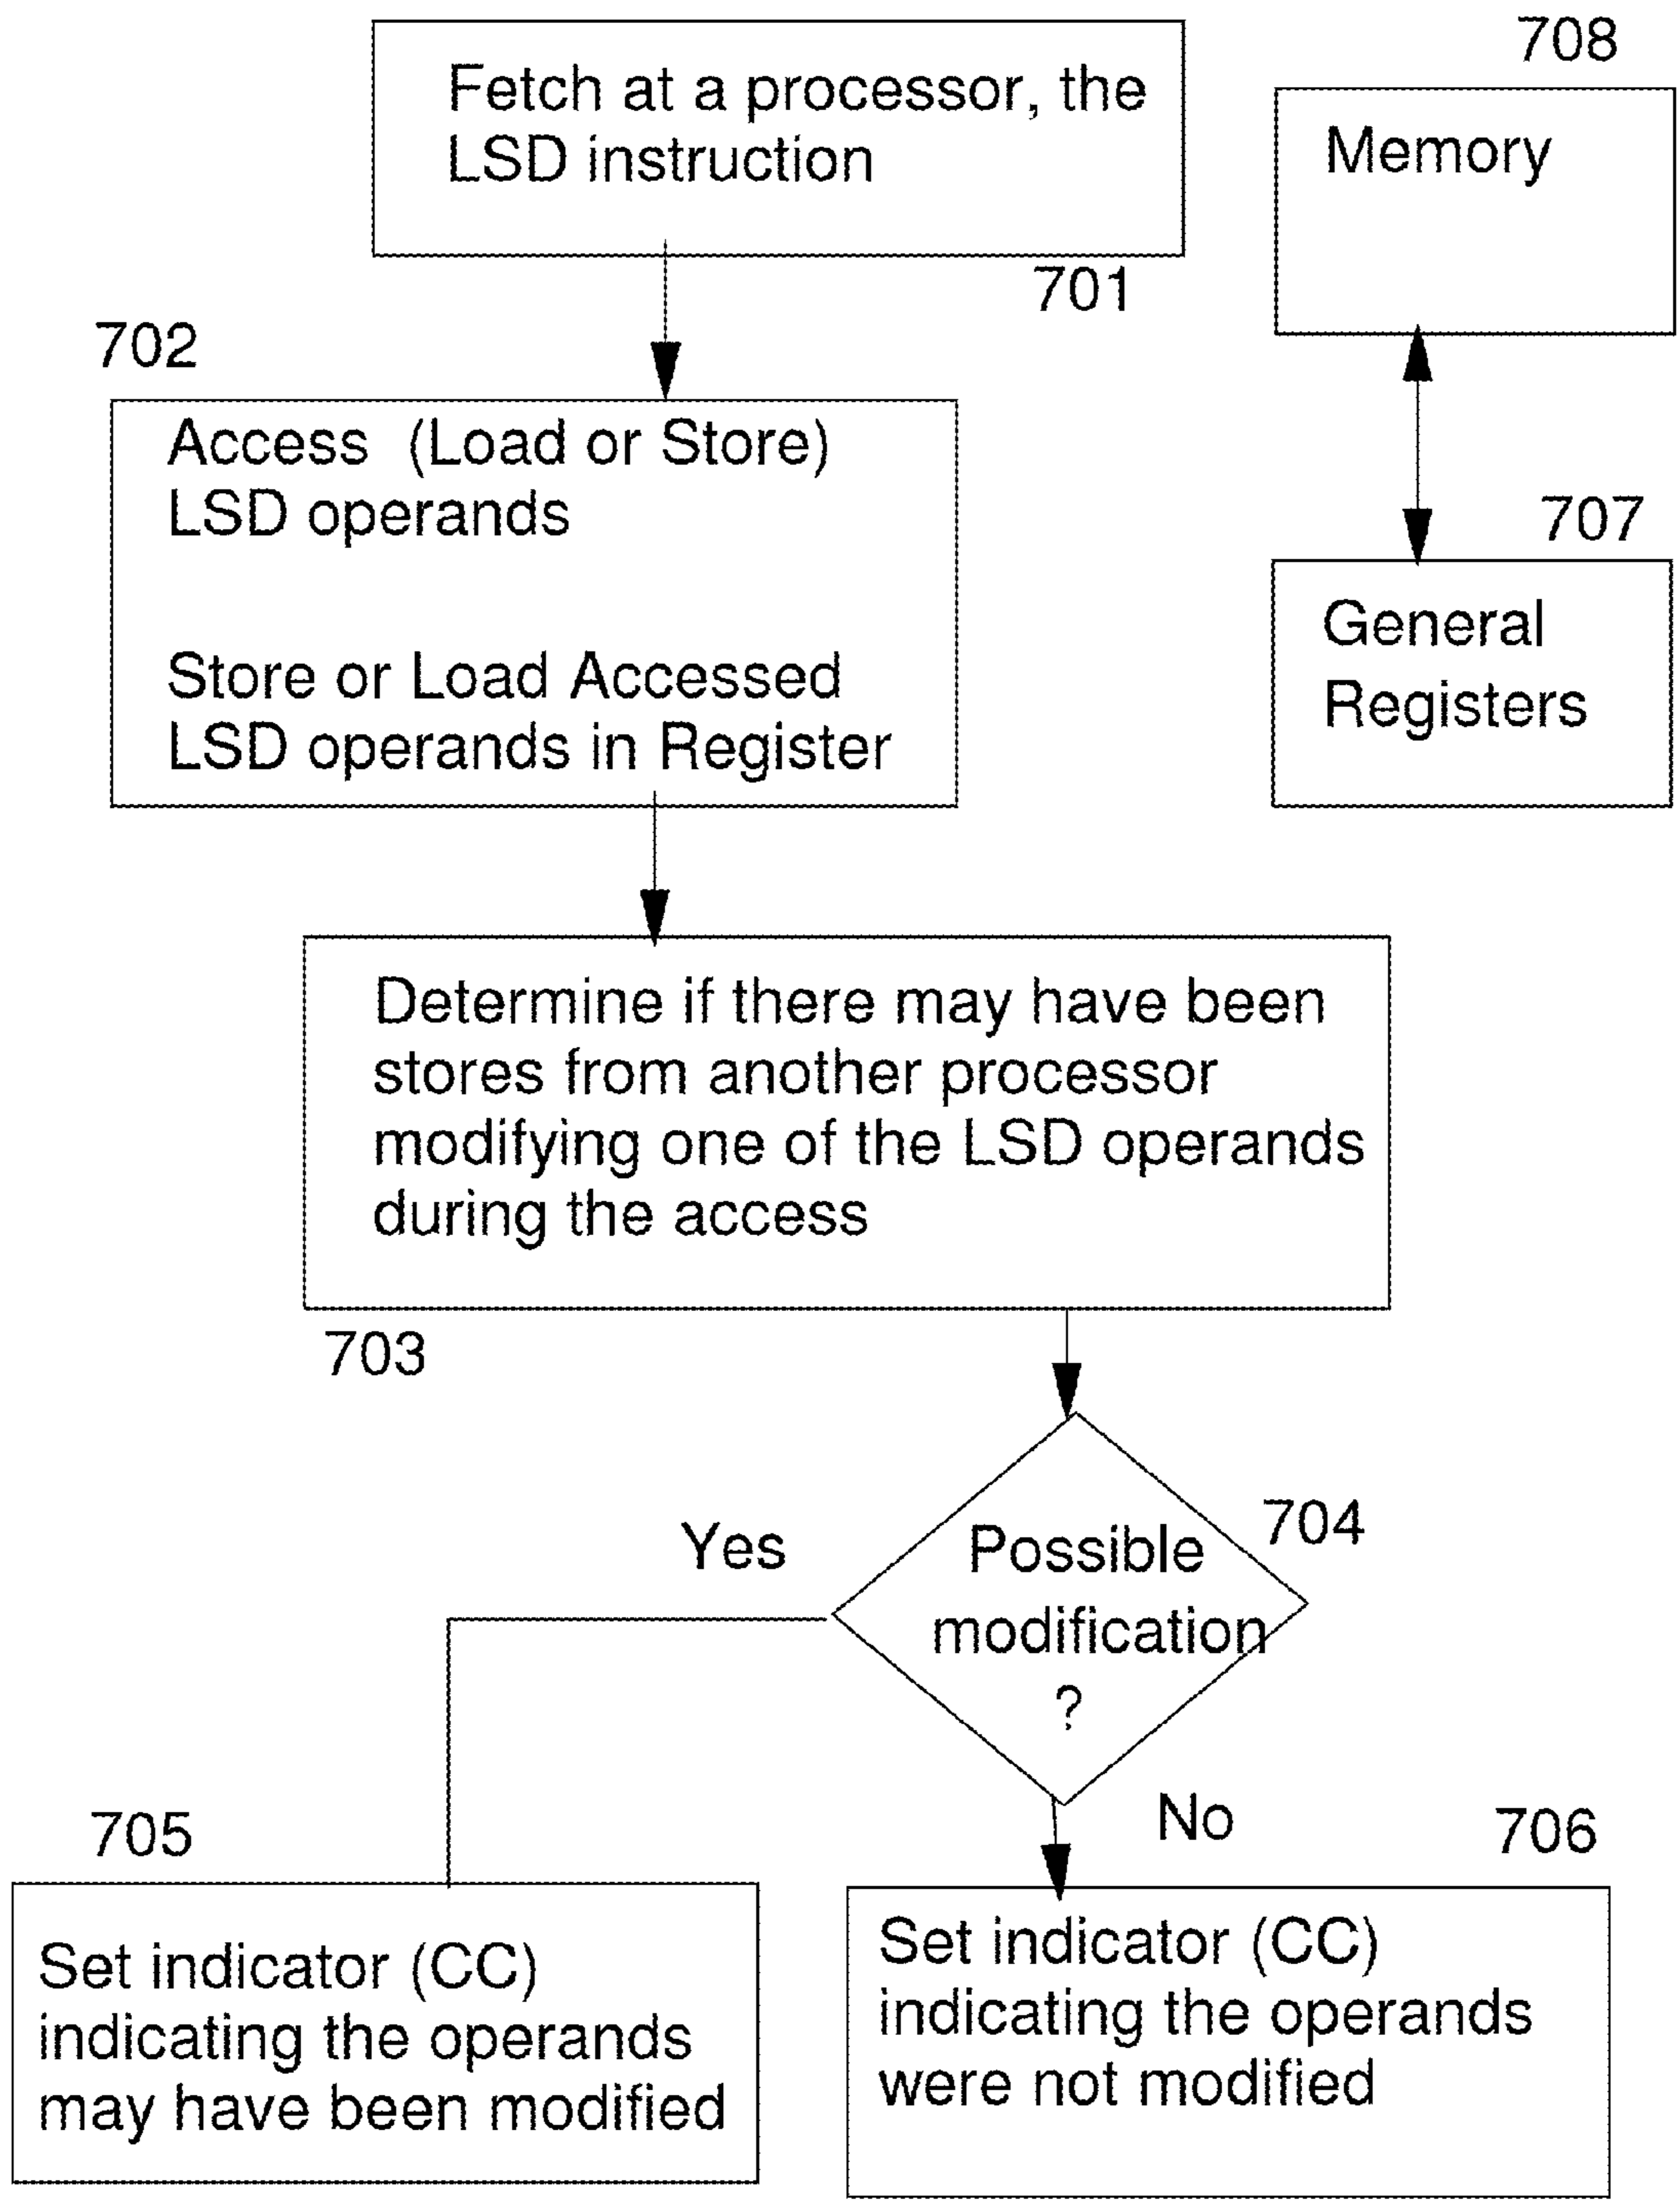 Fetch at a processor, the
LSD instruction
701
708
Memory
702
Access (Load or Store)
LSD operands
Store or Load Accessed
LSD operands in Register
707
General
Registers
Determine if there may have been
stores from another processor
modifying one of the LSD operands
during the access
703
704
Possible
modification
?
Yes
No
705
Set indicator (CC)
indicating the operands
may have been modified
706
Set indicator (CC)
indicating the operands
were not modified